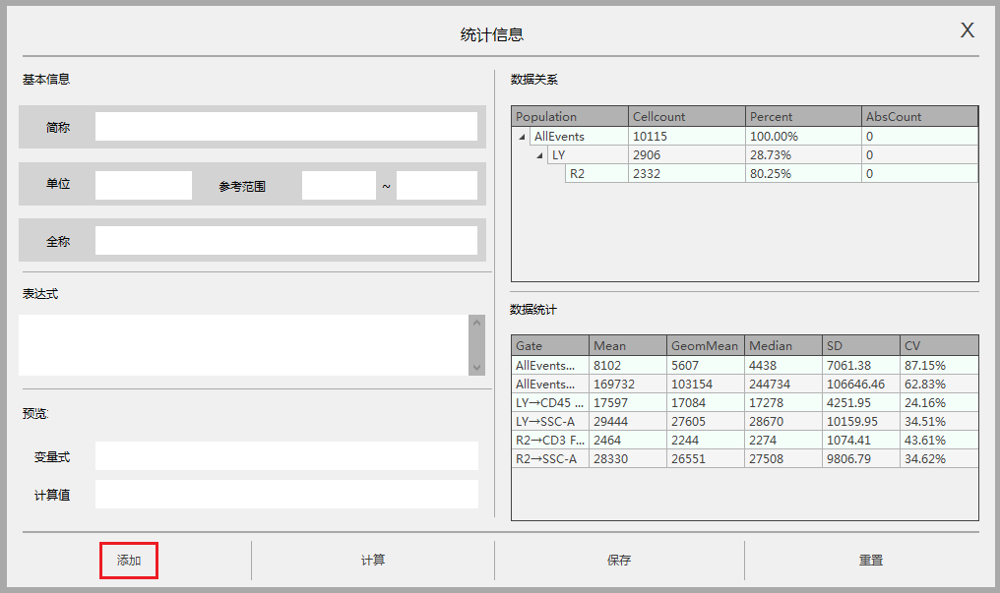 统计信息
X
基本信息
简称
单位 参考范围 ~
全称
表达式
预览:
变量式
计算值
数据关系
Population Cellcount Percent AbsCount
AllEvents 10115 100.00% 0
LY 2906 28.73% 0
R2 2332 80.25% 0
数据统计
Gate Mean GeomMean Median SD CV
AllEvents... 8102 5607 4438 7061.38 87.15%
AllEvents... 169732 103154 244734 106646.46 62.83%
LY→CD45 ... 17597 17084 17278 4251.95 24.16%
LY→SSC-A 29444 27605 28670 10159.95 34.51%
R2→CD3 F... 2464 2244 2274 1074.41 43.61%
R2→SSC-A 28330 26551 27508 9806.79 34.62%
添加 计算 保存 重置